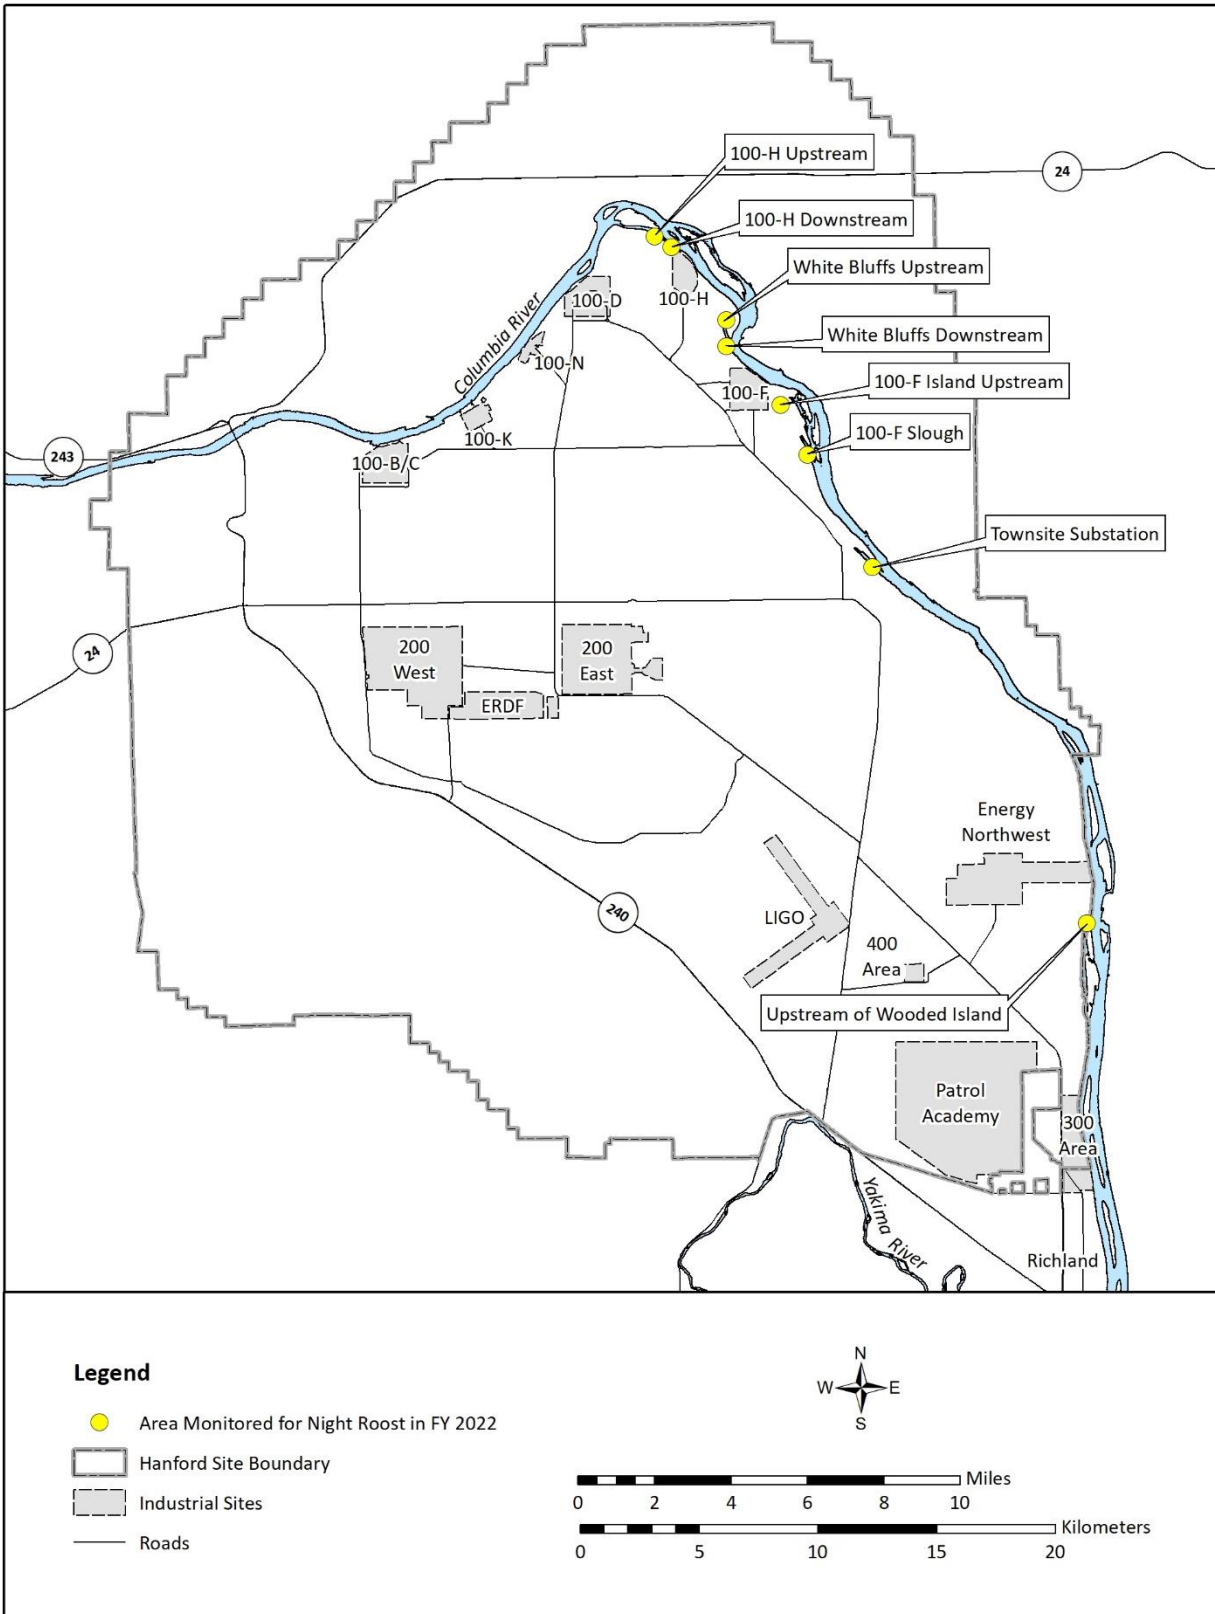 100-H Upstream
24
100-H Downstream
White Bluffs Upstream
100-D
100-H
Columbia River
White Bluffs Downstream
100-N
100-F Island Upstream
100-F
100-K
100-F Slough
243
100-B/C
Townsite Substation
24
200
West
200
East
ERDF
Energy
Northwest
240
LIGO
400
Area
Upstream of Wooded Island
Patrol
Academy
300
Area
Yakima River
Richland
Legend
Area Monitored for Night Roost in FY 2022
Hanford Site Boundary
Industrial Sites
Roads
N
W E
S
Miles
0 2 4 6 8 10
Kilometers
0 5 10 15 20